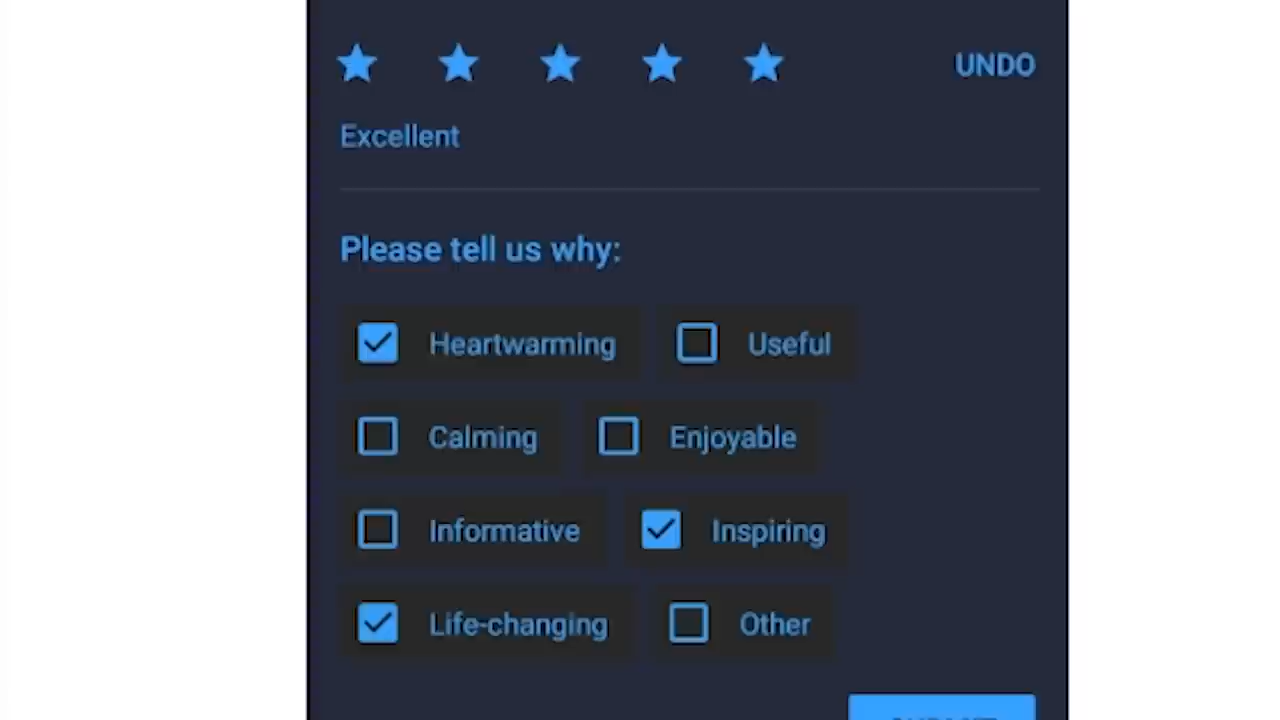 UNDO
Excellent
Please tell us why:
Heartwarming Useful
Calming Enjoyable
Informative Inspiring
Life-changing Other